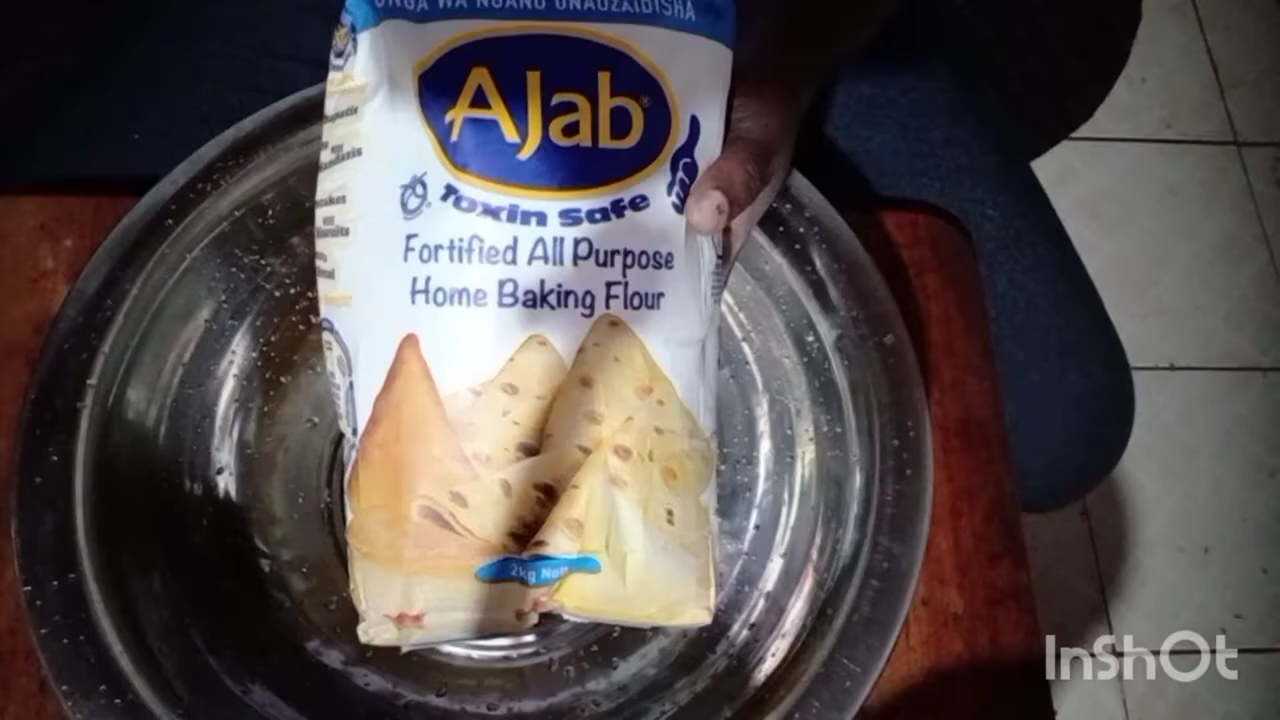 UNGA WA NGANO UNAOZAIDISHA
AJab
Toxin Safe
Fortified All Purpose
Home Baking Flour
2kg Nett
InShOt